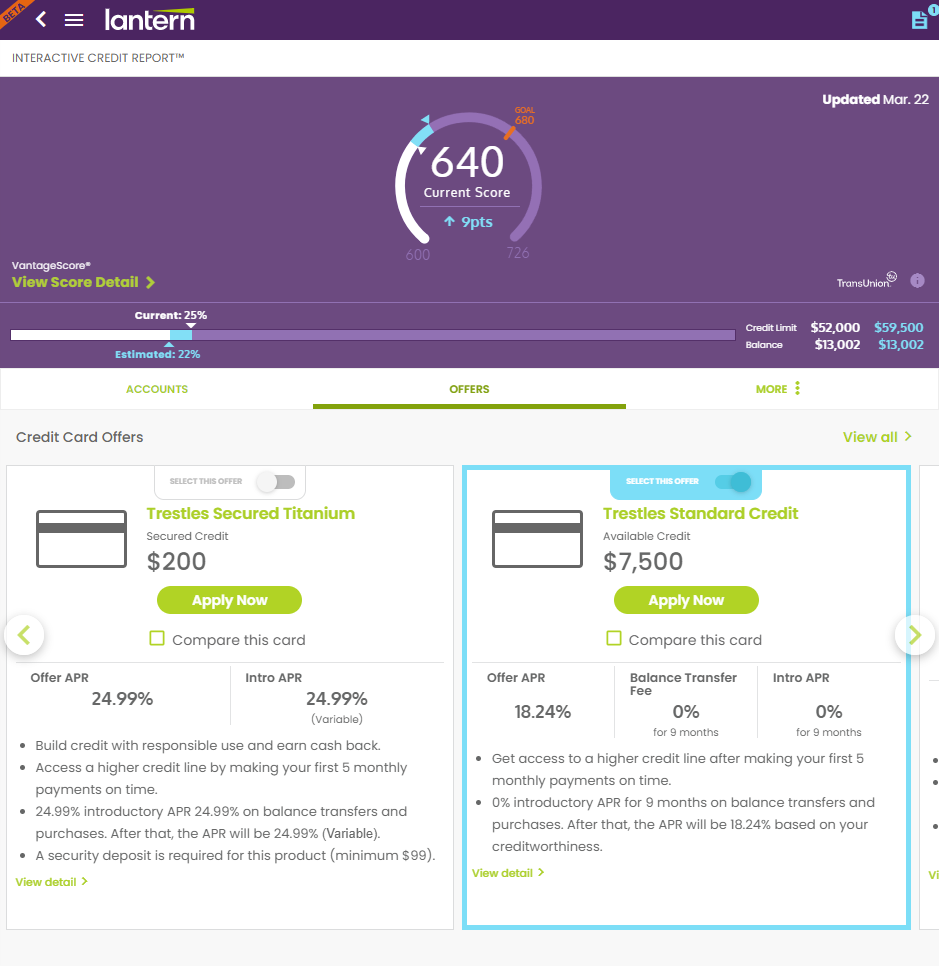 BETA
lantern
1
INTERACTIVE CREDIT REPORT™
Updated Mar. 22
GOAL
680
640
Current Score
↑ 9pts
600
726
VantageScore®
View Score Detail
TransUnion
Current: 25%
Estimated: 22%
Credit Limit $52,000 $59,500
Balance $13,002 $13,002
ACCOUNTS
OFFERS
MORE
Credit Card Offers
View all
SELECT THIS OFFER
Trestles Secured Titanium
Secured Credit
$200
Apply Now
Compare this card
Offer APR
24.99%
Intro APR
24.99%
(Variable)
• Build credit with responsible use and earn cash back.
• Access a higher credit line by making your first 5 monthly
payments on time.
• 24.99% introductory APR 24.99% on balance transfers and
purchases. After that, the APR will be 24.99% (Variable).
• A security deposit is required for this product (minimum $99).
View detail
SELECT THIS OFFER
Trestles Standard Credit
Available Credit
$7,500
Apply Now
Compare this card
Offer APR
18.24%
Balance Transfer
Fee
0%
for 9 months
Intro APR
0%
for 9 months
• Get access to a higher credit line after making your first 5
monthly payments on time.
• 0% introductory APR for 9 months on balance transfers and
purchases. After that, the APR will be 18.24% based on your
creditworthiness.
View detail
Vi